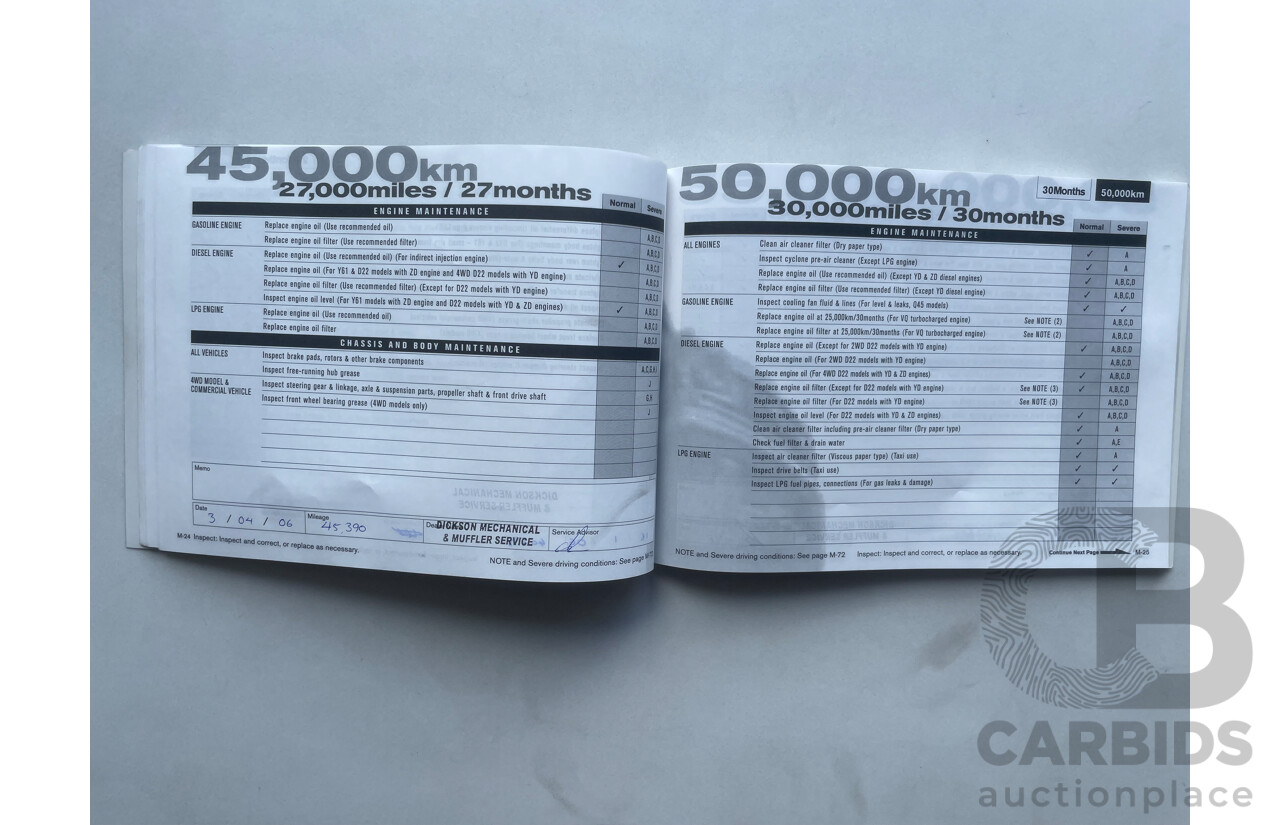 45,000km
27,000miles / 27months
Normal Severe
ENGINE MAINTENANCE
GASOLINE ENGINE Replace engine oil (Use recommended oil) A,B,C,D
Replace engine oil filter (Use recommended filter) A,B,C,D
DIESEL ENGINE Replace engine oil (Use recommended oil) (For indirect injection engine) ✓ A,B,C,D
Replace engine oil (For Y61 & D22 models with ZD engine and 4WD D22 models with YD engine) A,B,C,D
Replace engine oil filter (Use recommended filter) (Except for D22 models with YD engine) A,B,C,D
Inspect engine oil level (For Y61 models with ZD engine and D22 models with YD & ZD engines) ✓ A,B,C,D
LPG ENGINE Replace engine oil (Use recommended oil) A,B,C,D
Replace engine oil filter A,B,C,D
CHASSIS AND BODY MAINTENANCE
ALL VEHICLES Inspect brake pads, rotors & other brake components A,C,G,H,I
Inspect free-running hub grease J
4WD MODEL & COMMERCIAL VEHICLE Inspect steering gear & linkage, axle & suspension parts, propeller shaft & front drive shaft G,H
Inspect front wheel bearing grease (4WD models only) J
Memo
Date 3 / 04 / 06 Mileage 45,390 DICKSON MECHANICAL & MUFFLER SERVICE Service Advisor
M-24 Inspect: Inspect and correct, or replace as necessary.
NOTE and Severe driving conditions: See page M-72
50,000km
30,000miles / 30months
30Months 50,000km
Normal Severe
ENGINE MAINTENANCE
ALL ENGINES Clean air cleaner filter (Dry paper type) ✓ A
Inspect cyclone pre-air cleaner (Except LPG engine) ✓ A
Replace engine oil (Use recommended oil) (Except YD & ZD diesel engines) ✓ A,B,C,D
Replace engine oil filter (Use recommended filter) (Except YD diesel engine) ✓ A,B,C,D
GASOLINE ENGINE Inspect cooling fan fluid & lines (For level & leaks, Q45 models) ✓ ✓
Replace engine oil at 25,000km/30months (For VQ turbocharged engine) See NOTE (2) A,B,C,D
Replace engine oil filter at 25,000km/30months (For VQ turbocharged engine) See NOTE (2) A,B,C,D
DIESEL ENGINE Replace engine oil (Except for 2WD D22 models with YD engine) ✓ A,B,C,D
Replace engine oil (For 2WD D22 models with YD engine) A,B,C,D
Replace engine oil (For 4WD D22 models with YD & ZD engines) ✓ A,B,C,D
Replace engine oil filter (Except for D22 models with YD engine) See NOTE (3) ✓ A,B,C,D
Replace engine oil filter (For D22 models with YD engine) See NOTE (3) A,B,C,D
Inspect engine oil level (For D22 models with YD & ZD engines) ✓ A,B,C,D
Clean air cleaner filter including pre-air cleaner filter (Dry paper type) ✓ A
Check fuel filter & drain water ✓ A,E
LPG ENGINE Inspect air cleaner filter (Viscous paper type) (Taxi use) ✓ A
Inspect drive belts (Taxi use) ✓ ✓
Inspect LPG fuel pipes, connections (For gas leaks & damage) ✓ ✓
NOTE and Severe driving conditions: See page M-72 Inspect: Inspect and correct, or replace as necessary. Continue Next Page M-25
CB
CARBIDS
auctionplace